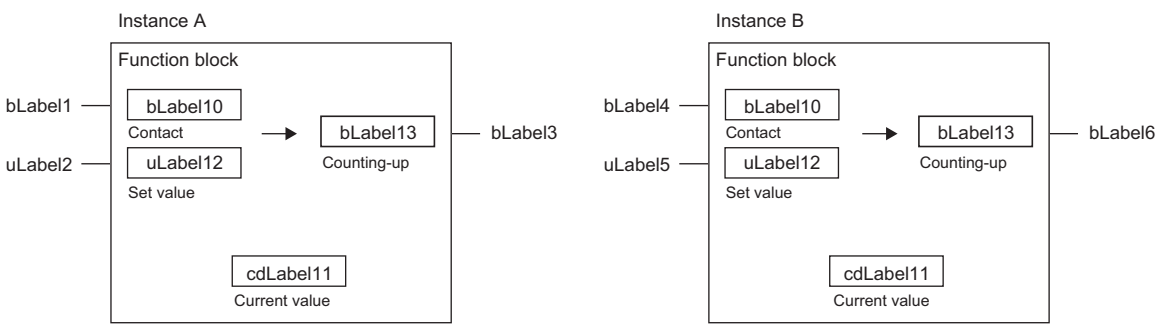 Instance A
Function block
bLabel1
bLabel10
Contact
bLabel13
bLabel3
uLabel2
uLabel12
Counting-up
Set value
cdLabel11
Current value
Instance B
Function block
bLabel4
bLabel10
Contact
bLabel13
bLabel6
uLabel5
uLabel12
Counting-up
Set value
cdLabel11
Current value